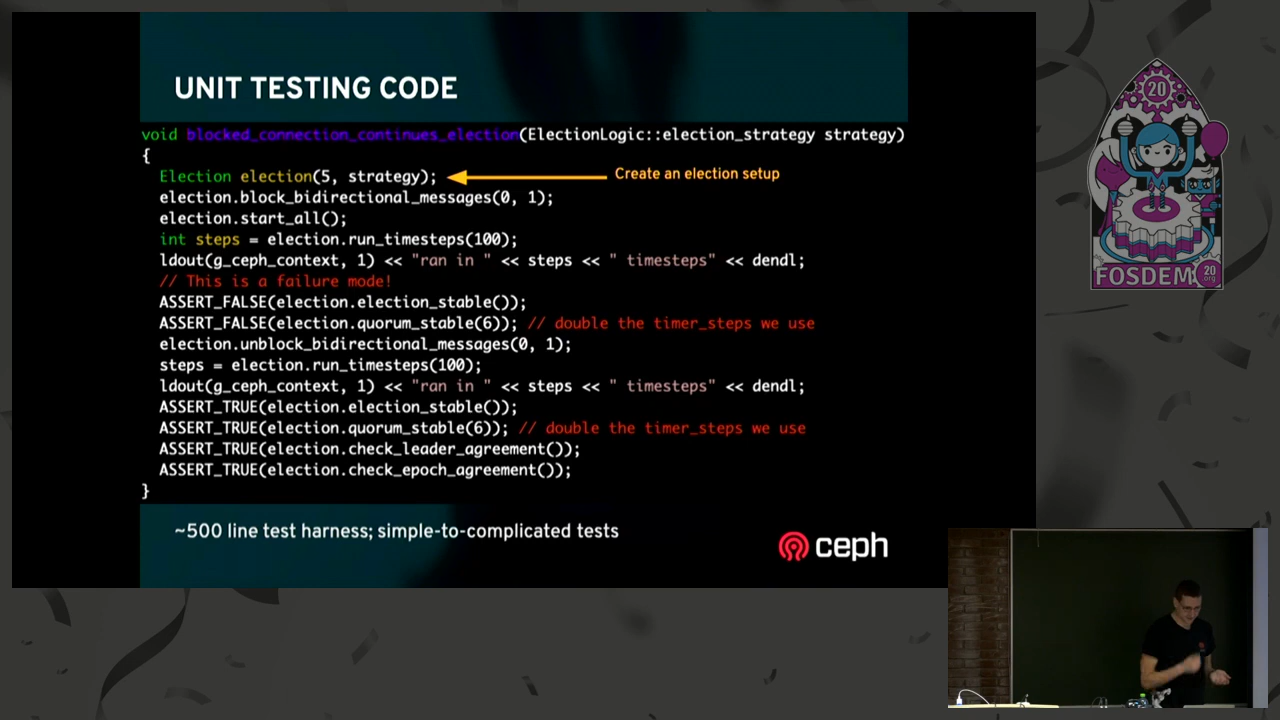 UNIT TESTING CODE
void blocked_connection_continues_election(ElectionLogic::election_strategy strategy)
{
Election election(5, strategy);
Create an election setup
election.block_bidirectional_messages(0, 1);
election.start_all();
int steps = election.run_timesteps(100);
ldout(g_ceph_context, 1) << "ran in " << steps << " timesteps" << dendl;
// This is a failure mode!
ASSERT_FALSE(election.election_stable());
ASSERT_FALSE(election.quorum_stable(6)); // double the timer_steps we use
election.unblock_bidirectional_messages(0, 1);
steps = election.run_timesteps(100);
ldout(g_ceph_context, 1) << "ran in " << steps << " timesteps" << dendl;
ASSERT_TRUE(election.election_stable());
ASSERT_TRUE(election.quorum_stable(6)); // double the timer_steps we use
ASSERT_TRUE(election.check_leader_agreement());
ASSERT_TRUE(election.check_epoch_agreement());
}
~500 line test harness; simple-to-complicated tests
ceph
20
FOSDEM 20
.org